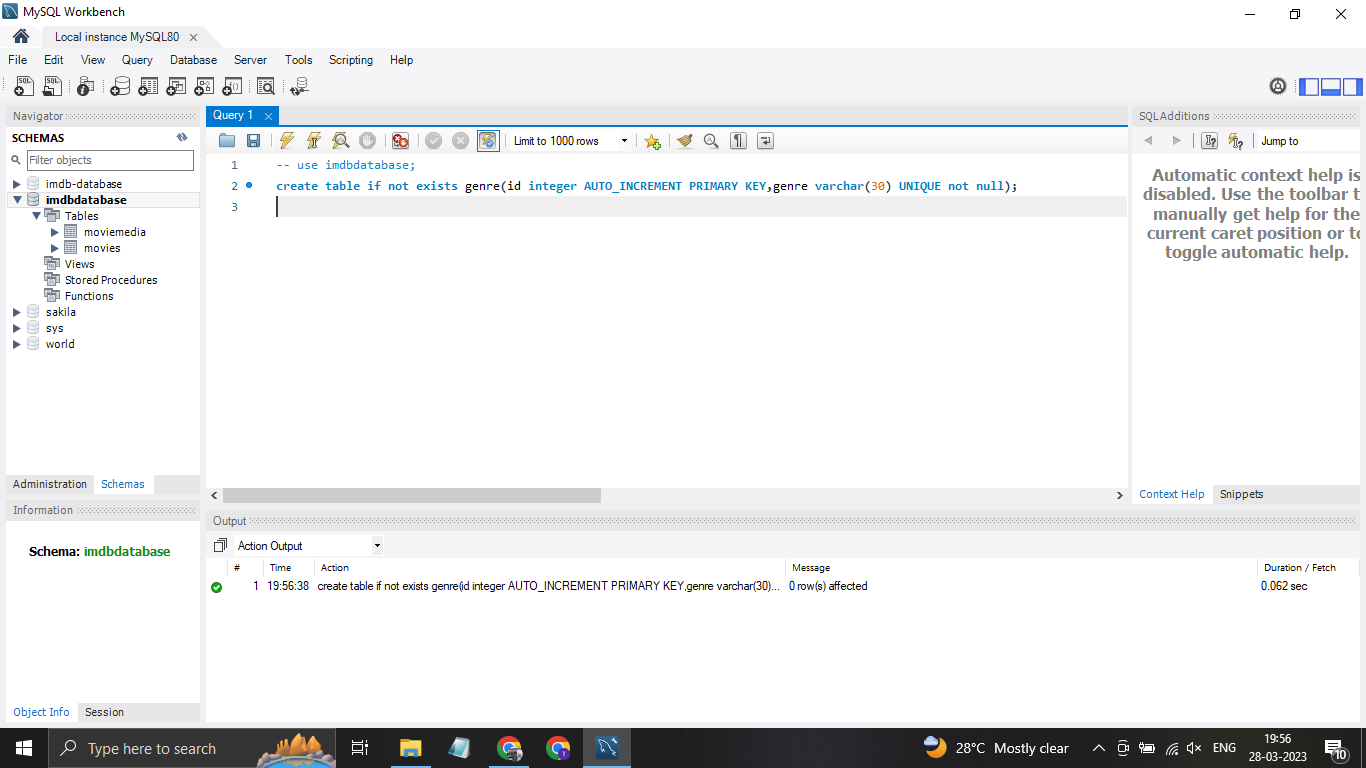 MySQL Workbench
Local instance MySQL80
File Edit View Query Database Server Tools Scripting Help
Navigator
SCHEMAS
Filter objects
imdb-database
imdbdatabase
Tables
moviemedia
movies
Views
Stored Procedures
Functions
sakila
sys
world
Administration Schemas
Information
Schema: imdbdatabase
Object Info Session
Query 1
Limit to 1000 rows
1 -- use imdbdatabase;
2 create table if not exists genre(id integer AUTO_INCREMENT PRIMARY KEY,genre varchar(30) UNIQUE not null);
3
SQLAdditions
Jump to
Automatic context help is
disabled. Use the toolbar t
manually get help for the
current caret position or to
toggle automatic help.
Context Help Snippets
Output
Action Output
# Time Action Message Duration / Fetch
1 19:56:38 create table if not exists genre(id integer AUTO_INCREMENT PRIMARY KEY,genre varchar(30)... 0 row(s) affected 0.062 sec
Type here to search
28°C Mostly clear
ENG
19:56
28-03-2023
10